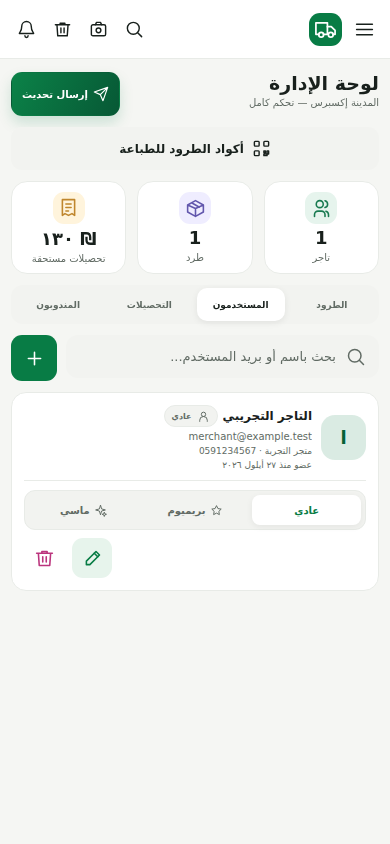 لوحة الإدارة
المدينة إكسبرس — تحكم كامل
إرسال تحديث
أكواد الطرود للطباعة
1
تاجر
1
طرد
₪ ١٣٠
تحصيلات مستحقة
الطرود
المستخدمون
التحصيلات
المندوبون
بحث باسم أو بريد المستخدم...
ا
التاجر التجريبي
عادي
merchant@example.test
متجر التجربة · 0591234567
عضو منذ ٢٧ أيلول ٢٠٢٦
عادي
بريميوم
ماسي